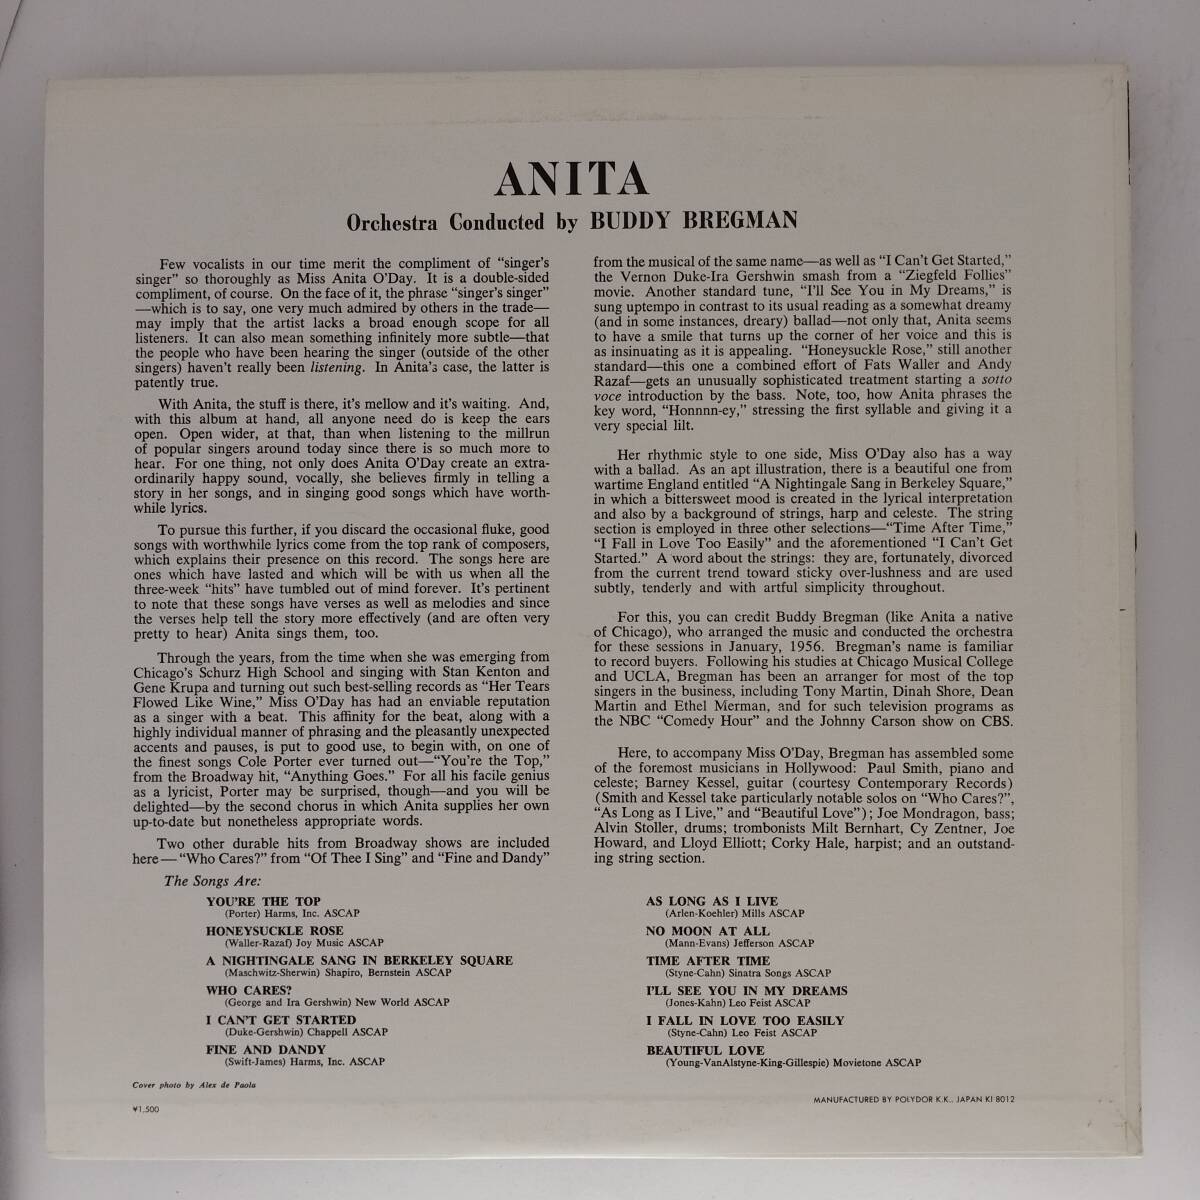 ANITA
Orchestra Conducted by BUDDY BREGMAN
Few vocalists in our time merit the compliment of “singer's
singer” so thoroughly as Miss Anita O'Day. It is a double-sided
compliment, of course. On the face of it, the phrase “singer's singer”
—which is to say, one very much admired by others in the trade—
may imply that the artist lacks a broad enough scope for all
listeners. It can also mean something infinitely more subtle—that
the people who have been hearing the singer (outside of the other
singers) haven't really been listening. In Anita's case, the latter is
patently true.
With Anita, the stuff is there, it's mellow and it's waiting. And,
with this album at hand, all anyone need do is keep the ears
open. Open wider, at that, than when listening to the millrun
of popular singers around today since there is so much more to
hear. For one thing, not only does Anita O'Day create an extra-
ordinarily happy sound, vocally, she believes firmly in telling a
story in her songs, and in singing good songs which have worth-
while lyrics.
To pursue this further, if you discard the occasional fluke, good
songs with worthwhile lyrics come from the top rank of composers,
which explains their presence on this record. The songs here are
ones which have lasted and which will be with us when all the
three-week “hits” have tumbled out of mind forever. It's pertinent
to note that these songs have verses as well as melodies and since
the verses help tell the story more effectively (and are often very
pretty to hear) Anita sings them, too.
Through the years, from the time when she was emerging from
Chicago's Schurz High School and singing with Stan Kenton and
Gene Krupa and turning out such best-selling records as “Her Tears
Flowed Like Wine,” Miss O'Day has had an enviable reputation
as a singer with a beat. This affinity for the beat, along with a
highly individual manner of phrasing and the pleasantly unexpected
accents and pauses, is put to good use, to begin with, on one of
the finest songs Cole Porter ever turned out—“You're the Top,”
from the Broadway hit, “Anything Goes.” For all his facile genius
as a lyricist, Porter may be surprised, though—and you will be
delighted—by the second chorus in which Anita supplies her own
up-to-date but nonetheless appropriate words.
Two other durable hits from Broadway shows are included
here—“Who Cares?” from “Of Thee I Sing” and “Fine and Dandy”
from the musical of the same name—as well as “I Can't Get Started,”
the Vernon Duke-Ira Gershwin smash from a “Ziegfeld Follies”
movie. Another standard tune, “I'll See You in My Dreams,” is
sung uptempo in contrast to its usual reading as a somewhat dreamy
(and in some instances, dreary) ballad—not only that, Anita seems
to have a smile that turns up the corner of her voice and this is
as insinuating as it is appealing. “Honeysuckle Rose,” still another
standard—this one a combined effort of Fats Waller and Andy
Razaf—gets an unusually sophisticated treatment starting a sotto
voce introduction by the bass. Note, too, how Anita phrases the
key word, “Honnnn-ey,” stressing the first syllable and giving it a
very special lilt.
Her rhythmic style to one side, Miss O'Day also has a way
with a ballad. As an apt illustration, there is a beautiful one from
wartime England entitled “A Nightingale Sang in Berkeley Square,”
in which a bittersweet mood is created in the lyrical interpretation
and also by a background of strings, harp and celeste. The string
section is employed in three other selections—“Time After Time,”
“I Fall in Love Too Easily” and the aforementioned “I Can't Get
Started.” A word about the strings: they are, fortunately, divorced
from the current trend toward sticky over-lushness and are used
subtly, tenderly and with artful simplicity throughout.
For this, you can credit Buddy Bregman (like Anita a native
of Chicago), who arranged the music and conducted the orchestra
for these sessions in January, 1956. Bregman's name is familiar
to record buyers. Following his studies at Chicago Musical College
and UCLA, Bregman has been an arranger for most of the top
singers in the business, including Tony Martin, Dinah Shore, Dean
Martin and Ethel Merman, and for such television programs as
the NBC “Comedy Hour” and the Johnny Carson show on CBS.
Here, to accompany Miss O'Day, Bregman has assembled some
of the foremost musicians in Hollywood: Paul Smith, piano and
celeste; Barney Kessel, guitar (courtesy Contemporary Records)
(Smith and Kessel take particularly notable solos on “Who Cares?”,
“As Long as I Live,” and “Beautiful Love”); Joe Mondragon, bass;
Alvin Stoller, drums; trombonists Milt Bernhart, Cy Zentner, Joe
Howard, and Lloyd Elliott; Corky Hale, harpist; and an outstand-
ing string section.
The Songs Are:
YOU'RE THE TOP
(Porter) Harms, Inc. ASCAP
HONEYSUCKLE ROSE
(Waller-Razaf) Joy Music ASCAP
A NIGHTINGALE SANG IN BERKELEY SQUARE
(Maschwitz-Sherwin) Shapiro, Bernstein ASCAP
WHO CARES?
(George and Ira Gershwin) New World ASCAP
I CAN'T GET STARTED
(Duke-Gershwin) Chappell ASCAP
FINE AND DANDY
(Swift-James) Harms, Inc. ASCAP
AS LONG AS I LIVE
(Arlen-Koehler) Mills ASCAP
NO MOON AT ALL
(Mann-Evans) Jefferson ASCAP
TIME AFTER TIME
(Styne-Cahn) Sinatra Songs ASCAP
I'LL SEE YOU IN MY DREAMS
(Jones-Kahn) Leo Feist ASCAP
I FALL IN LOVE TOO EASILY
(Styne-Cahn) Leo Feist ASCAP
BEAUTIFUL LOVE
(Young-VanAlstyne-King-Gillespie) Movietone ASCAP
Cover photo by Alex de Paola
¥1,500
MANUFACTURED BY POLYDOR K.K., JAPAN KI 8012